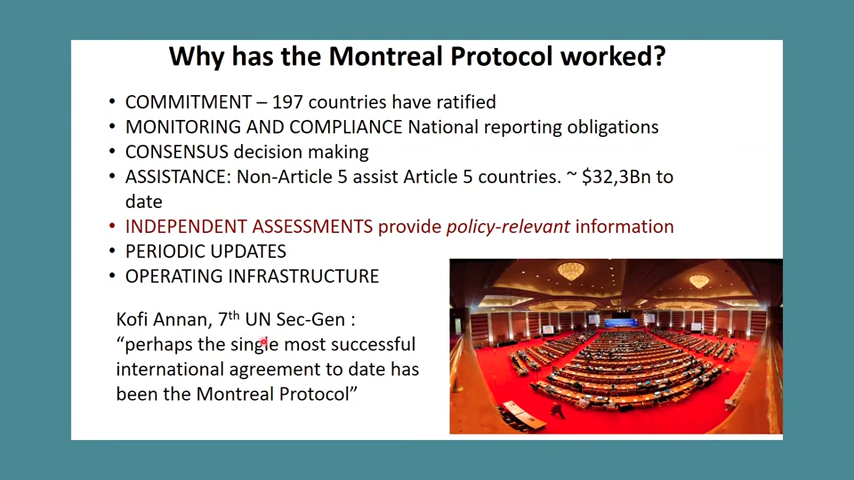 Why has the Montreal Protocol worked?
• COMMITMENT – 197 countries have ratified
• MONITORING AND COMPLIANCE National reporting obligations
• CONSENSUS decision making
• ASSISTANCE: Non-Article 5 assist Article 5 countries. ~ $32,3Bn to
date
• INDEPENDENT ASSESSMENTS provide policy-relevant information
• PERIODIC UPDATES
• OPERATING INFRASTRUCTURE
Kofi Annan, 7th UN Sec-Gen :
“perhaps the single most successful
international agreement to date has
been the Montreal Protocol”